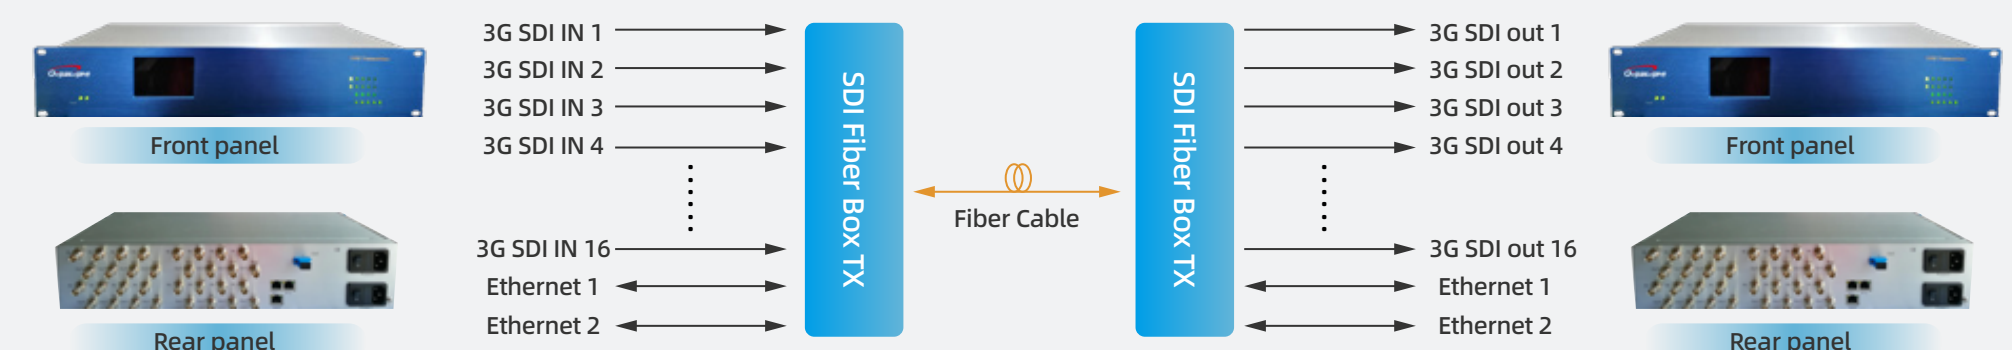 Front panel
Rear panel
3G SDI IN 1
3G SDI IN 2
3G SDI IN 3
3G SDI IN 4
3G SDI IN 16
Ethernet 1
Ethernet 2
SDI Fiber Box TX
Fiber Cable
SDI Fiber Box TX
3G SDI out 1
3G SDI out 2
3G SDI out 3
3G SDI out 4
3G SDI out 16
Ethernet 1
Ethernet 2
Front panel
Rear panel